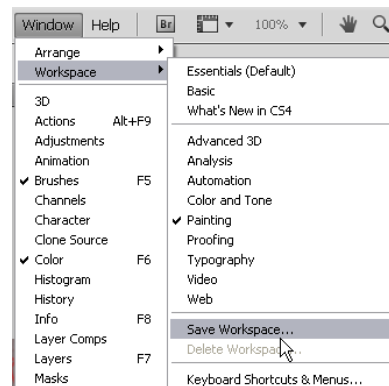 Window Help Br 100%
Arrange
Workspace
3D
Actions Alt+F9
Adjustments
Animation
Brushes F5
Channels
Character
Clone Source
Color F6
Histogram
History
Info F8
Layer Comps
Layers F7
Masks
Essentials (Default)
Basic
What's New in CS4
Advanced 3D
Analysis
Automation
Color and Tone
Painting
Proofing
Typography
Video
Web
Save Workspace...
Delete Workspace...
Keyboard Shortcuts & Menus...